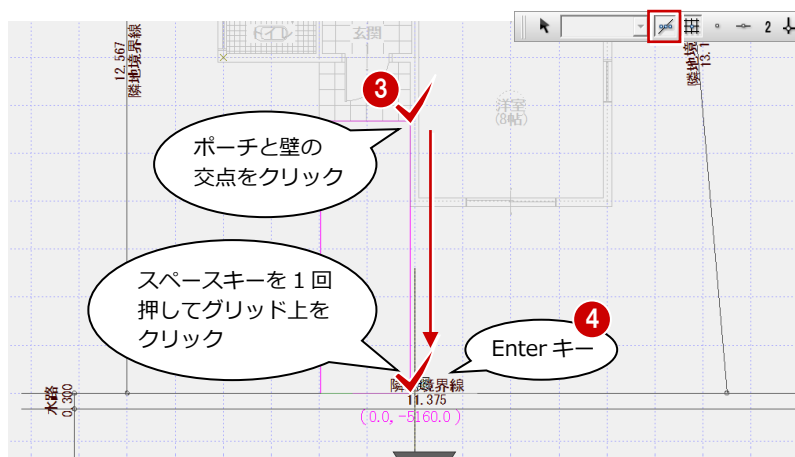 トイレ
玄関
2
12.567
隣地境界線
隣地境
13.1
3
洋室
(8帖)
ポーチと壁の
交点をクリック
スペースキーを1回
押してグリッド上を
クリック
4
Enter キー
隣地境界線
11.375
(0.0, -5160.0)
水路
0.300